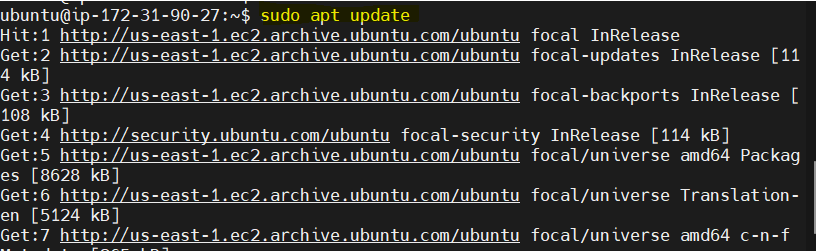 ubuntu@ip-172-31-90-27:~$ sudo apt update
Hit:1 http://us-east-1.ec2.archive.ubuntu.com/ubuntu focal InRelease
Get:2 http://us-east-1.ec2.archive.ubuntu.com/ubuntu focal-updates InRelease [11
4 kB]
Get:3 http://us-east-1.ec2.archive.ubuntu.com/ubuntu focal-backports InRelease [
108 kB]
Get:4 http://security.ubuntu.com/ubuntu focal-security InRelease [114 kB]
Get:5 http://us-east-1.ec2.archive.ubuntu.com/ubuntu focal/universe amd64 Packag
es [8628 kB]
Get:6 http://us-east-1.ec2.archive.ubuntu.com/ubuntu focal/universe Translation-
en [5124 kB]
Get:7 http://us-east-1.ec2.archive.ubuntu.com/ubuntu focal/universe amd64 c-n-f